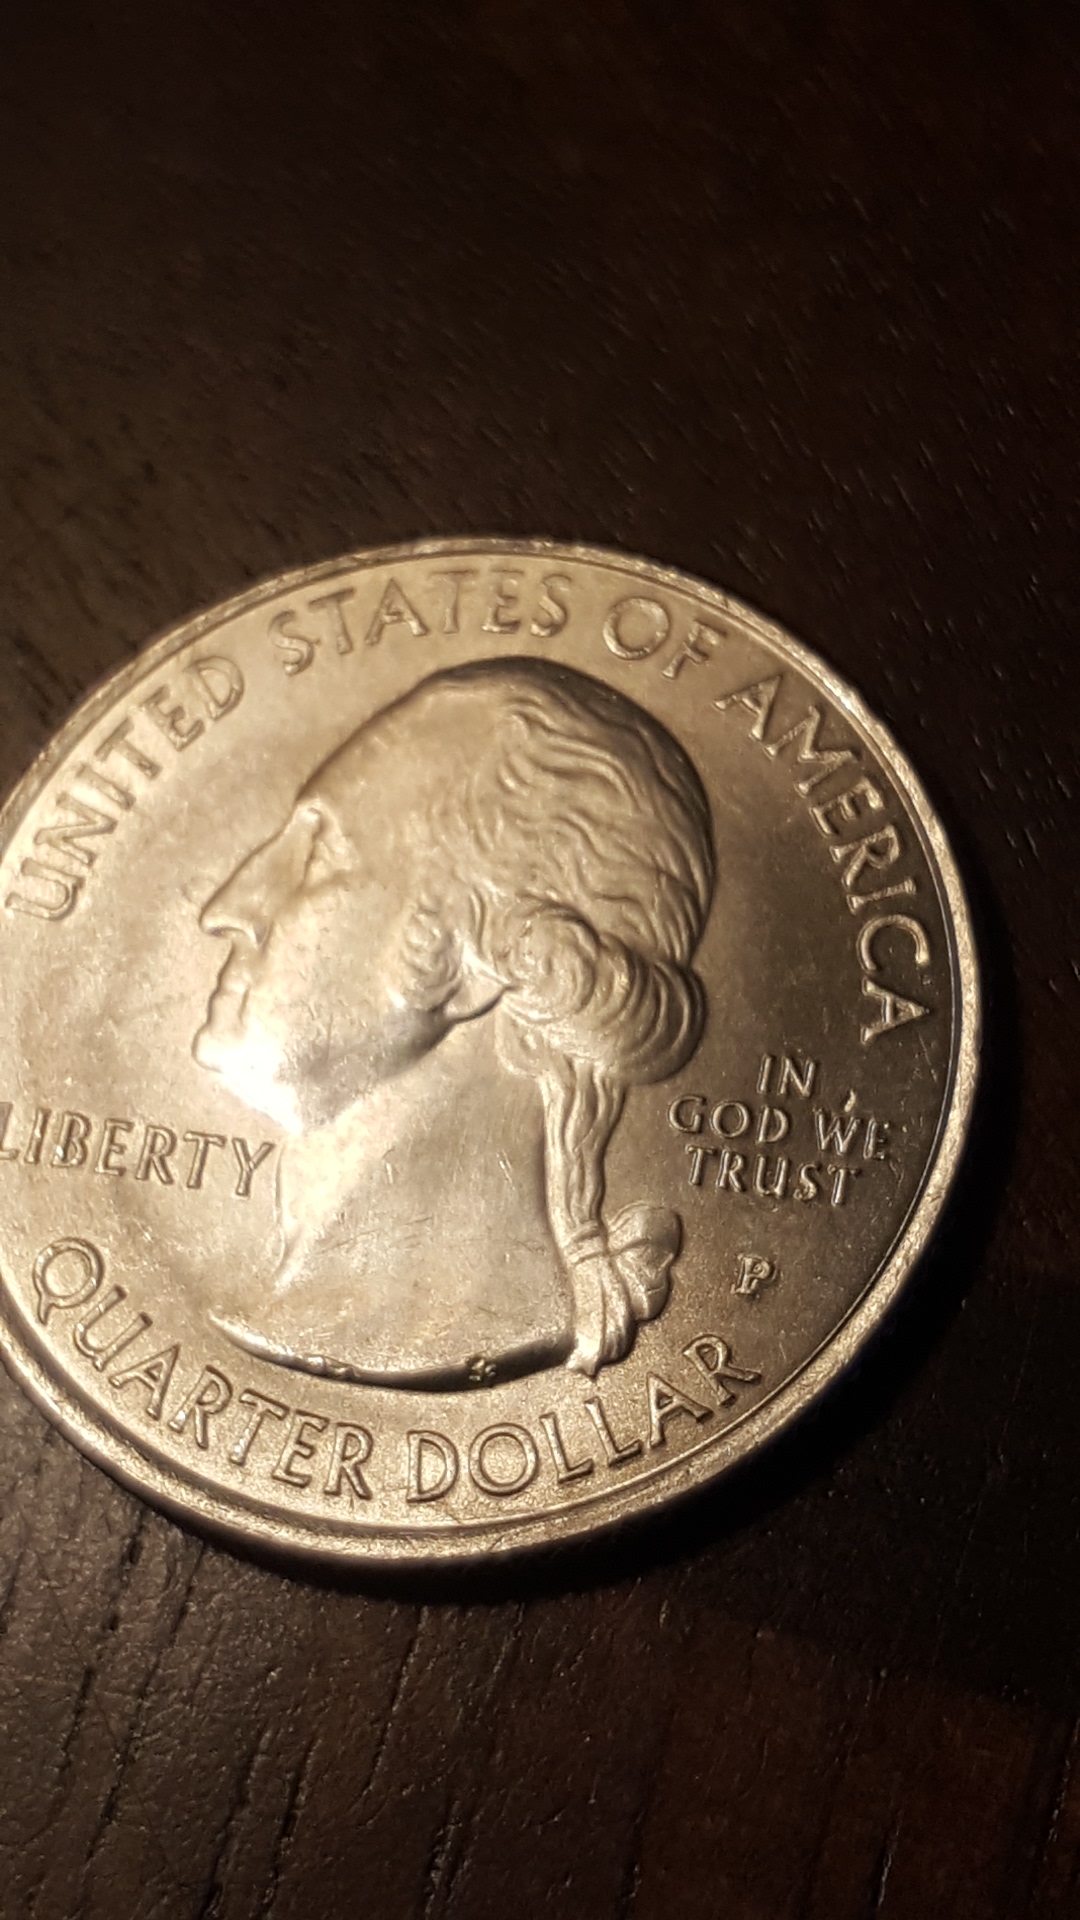 UNITED STATES OF AMERICA
LIBERTY
IN
GOD WE
TRUST
P
QUARTER DOLLAR